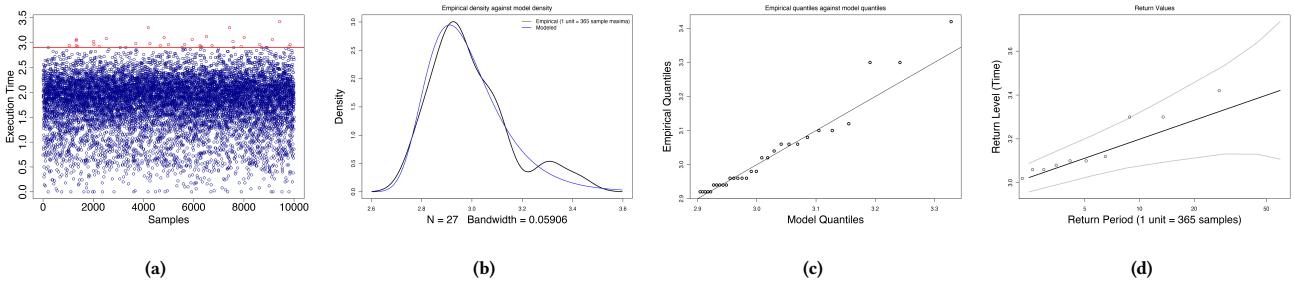 Execution Time
0.0 0.5 1.0 1.5 2.0 2.5 3.0 3.5
0 2000 4000 6000 8000 10000
Samples
(a)
Empirical density against model density
Empirical (1 unit = 365 sample maxima)
Modeled
Density
0.0 0.5 1.0 1.5 2.0 2.5 3.0
2.6 2.8 3.0 3.2 3.4 3.6
N = 27 Bandwidth = 0.05906
(b)
Empirical quantiles against model quantiles
Empirical Quantiles
2.9 3.0 3.1 3.2 3.3 3.4
2.9 3.0 3.1 3.2 3.3
Model Quantiles
(c)
Return Values
Return Level (Time)
3.0 3.2 3.4 3.6
5 10 20 50
Return Period (1 unit = 365 samples)
(d)